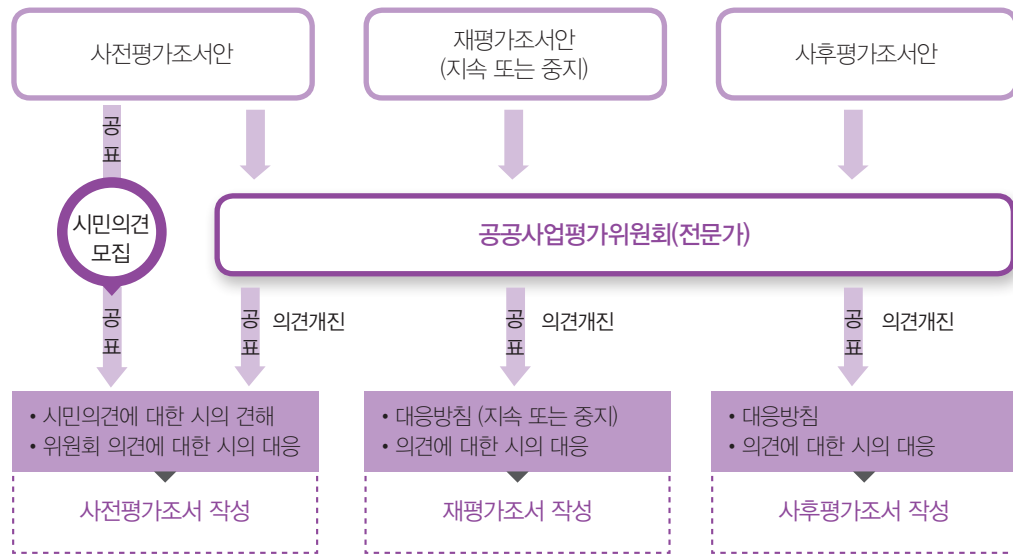 사전평가조서안
재평가조서안
(지속 또는 중지)
사후평가조서안
공
표
시민의견
모집
공공사업평가위원회(전문가)
공
표
공
표
의견개진
공
표
의견개진
공
표
의견개진
• 시민의견에 대한 시의 견해
• 위원회 의견에 대한 시의 대응
• 대응방침 (지속 또는 중지)
• 의견에 대한 시의 대응
• 대응방침
• 의견에 대한 시의 대응
사전평가조서 작성
재평가조서 작성
사후평가조서 작성